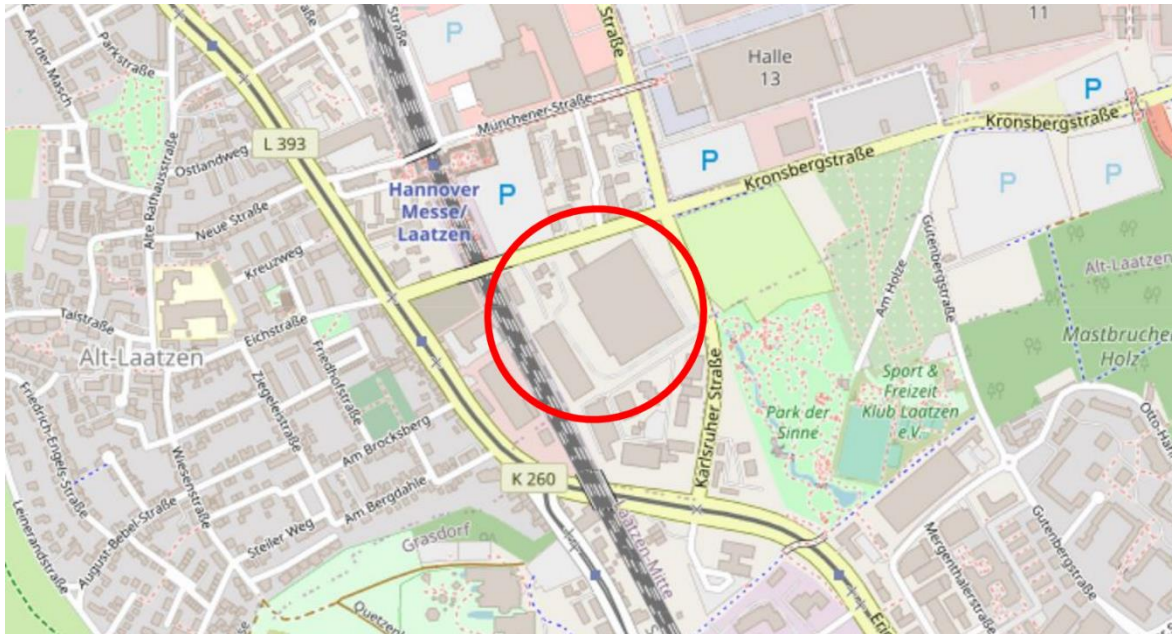 An der Masch
Parkstraße
Straße
P
Straße
11
Halle
13
P
Münchener-Straße
Kronsbergstraße
L 393
Ostlandweg
Alte Rathausstraße
P
Kronsbergstraße
P
P
Hannover
Messe/
Laatzen
P
Neue Straße
Kreuzweg
Gutenbergstraße
Am Holze
Alt-Laatzen
Talstraße
Eichstraße
Alt-Laatzen
Mastbrucher
Holz
Friedhofstraße
Ziegeleistraße
Karlsruher Straße
Sport &
Freizeit
Klub Laatzen
e.V.
Park der
Sinne
Friedrich-Engels-Straße
Am Brocksberg
Wiesenstraße
K 260
Am Bergdahle
August-Bebel-Straße
Steiler Weg
Leinerandstraße
Grasdorf
Laatzen-Mitte
Gutenbergstraße
Mergenthalerstraße